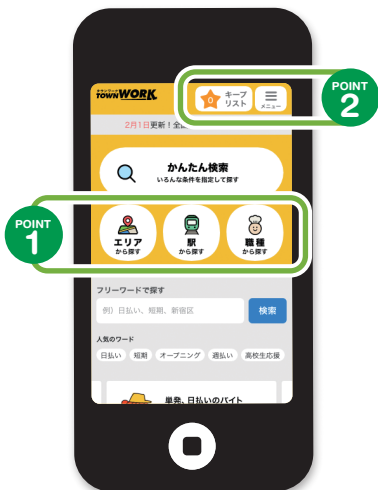 タウンワーク
TOWNWORK
0
キープ
リスト
メニュー
POINT
2
2月1日更新！全国
かんたん検索
いろんな条件を指定して探す
POINT
1
エリア
から探す
駅
から探す
職種
から探す
フリーワードで探す
例）日払い、短期、新宿区
検索
人気のワード
日払い
短期
オープニング
週払い
高校生応援
単発、日払いのバイト